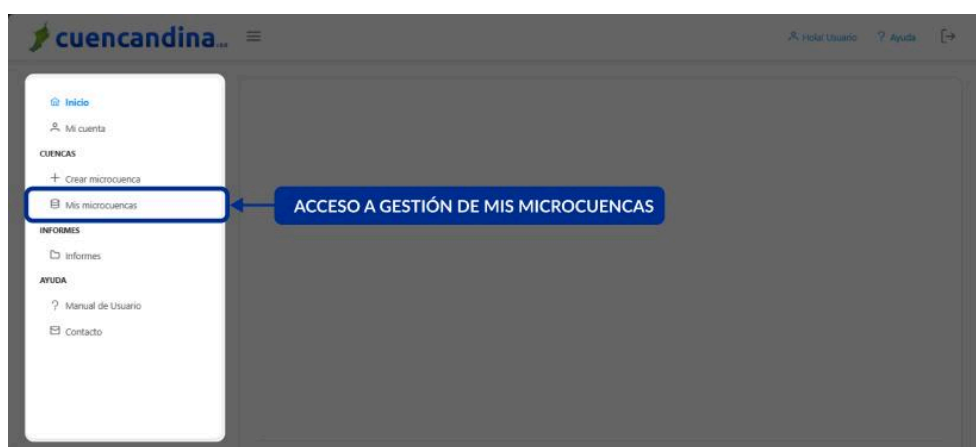 cuencandina
Hola! Usuario
? Ayuda
Inicio
Mi cuenta
CUENCAS
+ Crear microcuenca
Mis microcuencas
ACCESO A GESTIÓN DE MIS MICROCUENCAS
INFORMES
Informes
AYUDA
? Manual de Usuario
Contacto